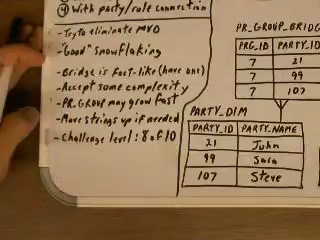 ④ With party/role connection
- Try to eliminate MVD
"Good" snowflaking
- Bridge is fact-like (have one)
- Accept some complexity
- PR_GROUP may grow fast
- Move strings up if needed
- Challenge level: 8 of 10
PR_GROUP_BRIDG
PRG_ID PARTY_ID
7 21
7 99
7 107
PARTY_DIM
PARTY_ID PARTY_NAME
21 John
99 Sara
107 Steve